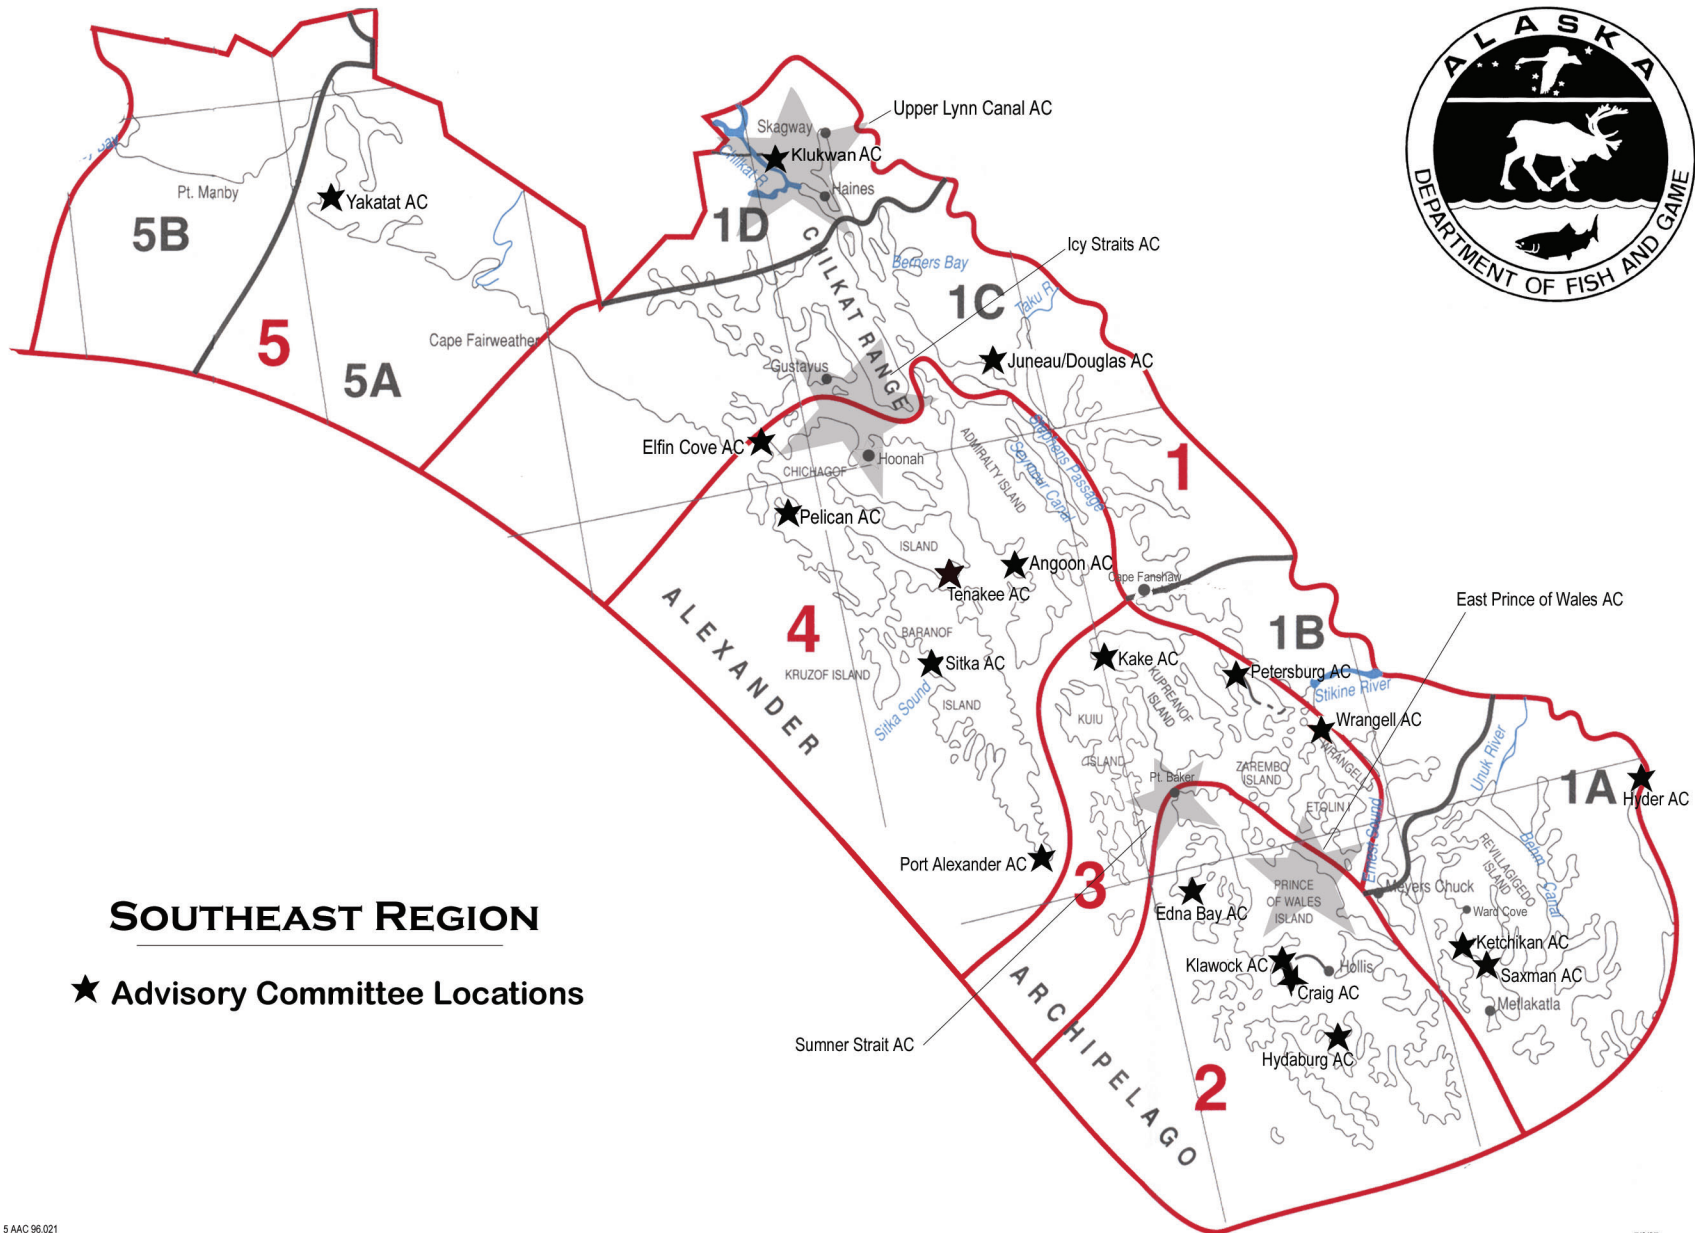 ALASKA
DEPARTMENT OF FISH AND GAME
Upper Lynn Canal AC
Skagway
Klukwan AC
Chilkat R.
Haines
Pt. Manby
Yakatat AC
5B
1D
CHILKAT RANGE
Icy Straits AC
Berners Bay
1C
Taku R.
5
Cape Fairweather
5A
Gustavus
Juneau/Douglas AC
Elfin Cove AC
Hoonah
CHICHAGOF
ADMIRALTY ISLAND
Stephens Passage
Seymour Canal
1
Pelican AC
ISLAND
Angoon AC
Tenakee AC
Cape Fanshaw
East Prince of Wales AC
ALEXANDER
4
BARANOF
1B
Sitka AC
KRUZOF ISLAND
Kake AC
Petersburg AC
KUPREANOF
ISLAND
Stikine River
Sitka Sound
ISLAND
KUIU
ISLAND
Wrangell AC
WRANGELL
Unuk River
Pt. Baker
ZAREMBO
ISLAND
1A
Hyder AC
ETOLIN I
Ernest Sound
Port Alexander AC
3
REVILLAGIGEDO
ISLAND
Behm
Canal
PRINCE
OF WALES
ISLAND
Meyers Chuck
Edna Bay AC
Ward Cove
SOUTHEAST REGION
Ketchikan AC
Klawock AC
Hollis
Saxman AC
Advisory Committee Locations
Craig AC
Metlakatla
ARCHIPELAGO
Sumner Strait AC
Hydaburg AC
2
5 AAC 96.021